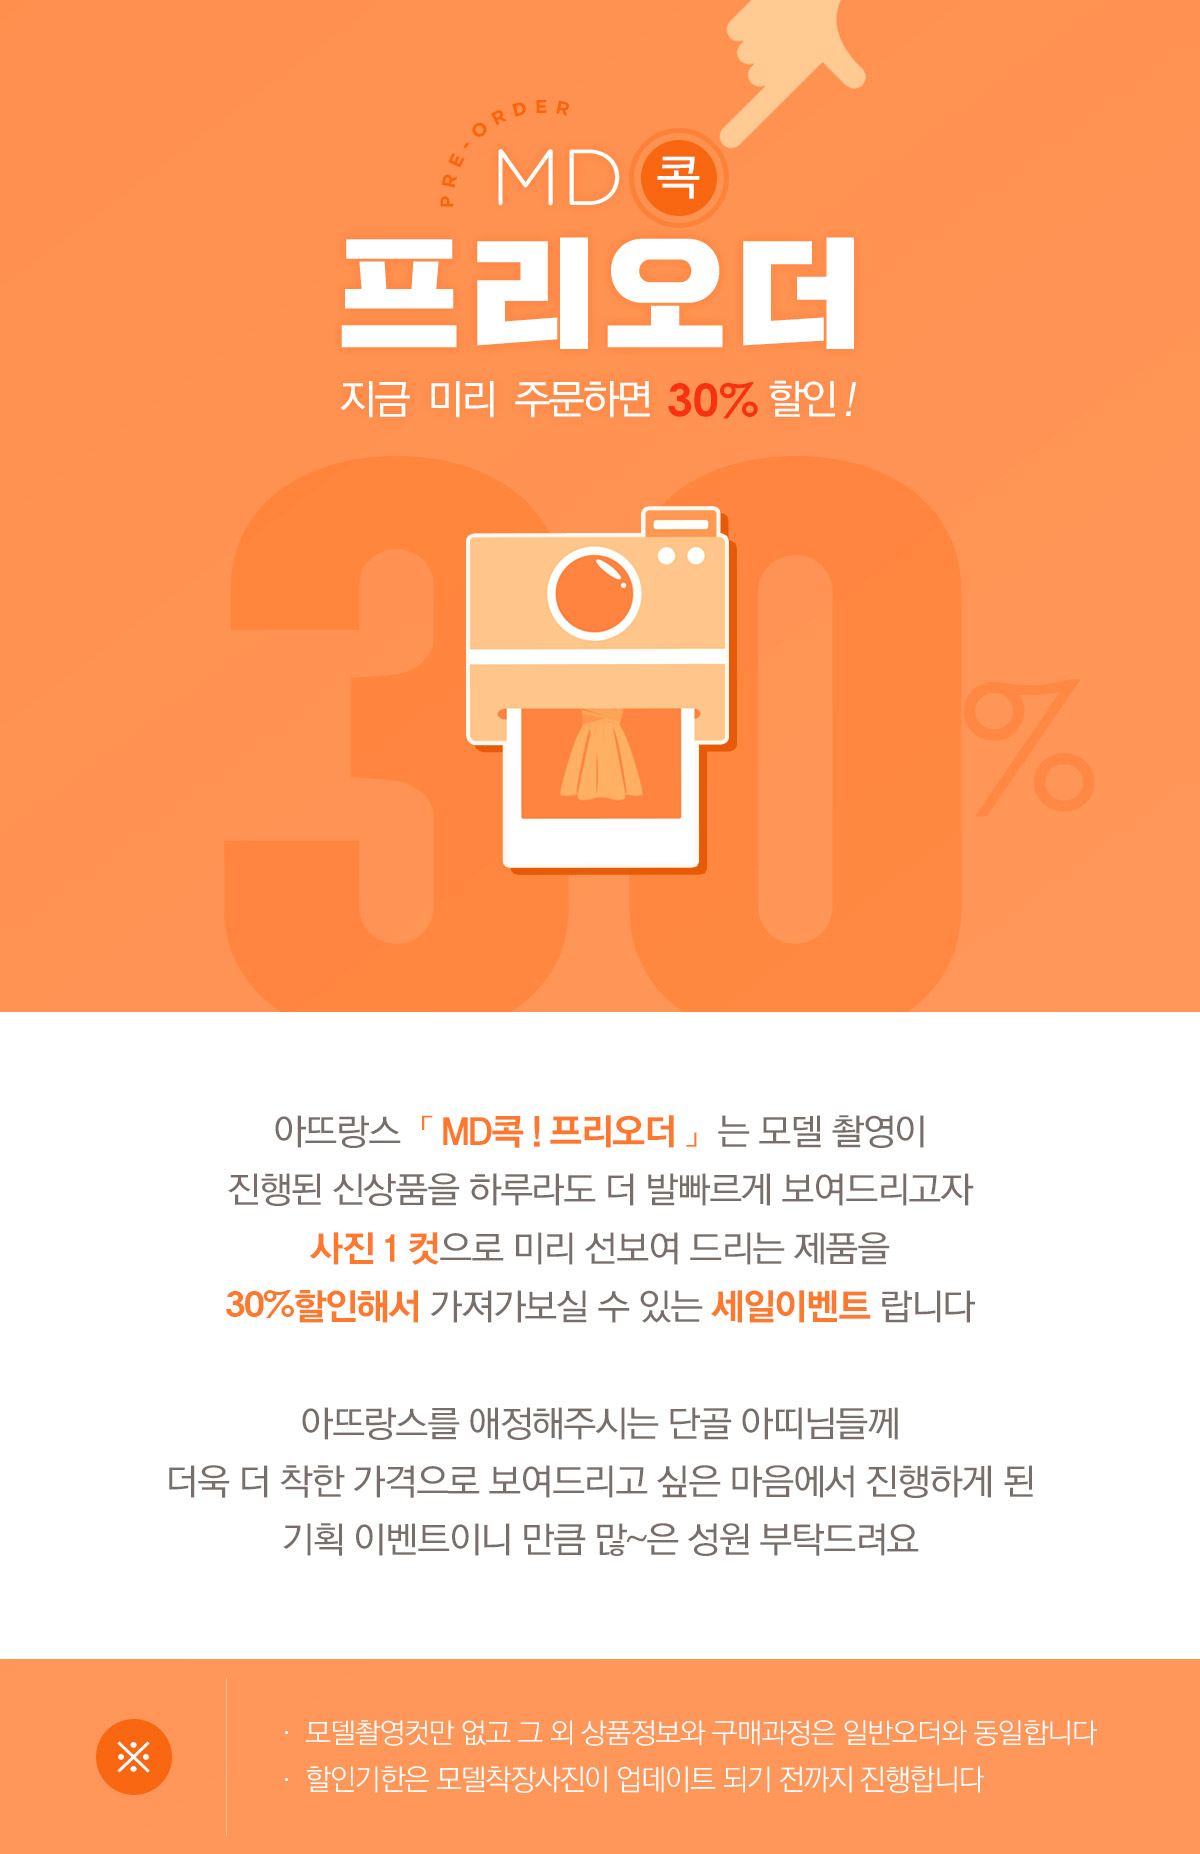 PRE-ORDER
MD 콕
프리오더
지금 미리 주문하면 30% 할인!
30%
아뜨랑스 「 MD콕 ! 프리오더 」 는 모델 촬영이
진행된 신상품을 하루라도 더 발빠르게 보여드리고자
사진 1 컷으로 미리 선보여 드리는 제품을
30%할인해서 가져가보실 수 있는 세일이벤트 랍니다
아뜨랑스를 애정해주시는 단골 아띠님들께
더욱 더 착한 가격으로 보여드리고 싶은 마음에서 진행하게 된
기획 이벤트이니 만큼 많~은 성원 부탁드려요
※
· 모델촬영컷만 없고 그 외 상품정보와 구매과정은 일반오더와 동일합니다
· 할인기한은 모델착장사진이 업데이트 되기 전까지 진행합니다